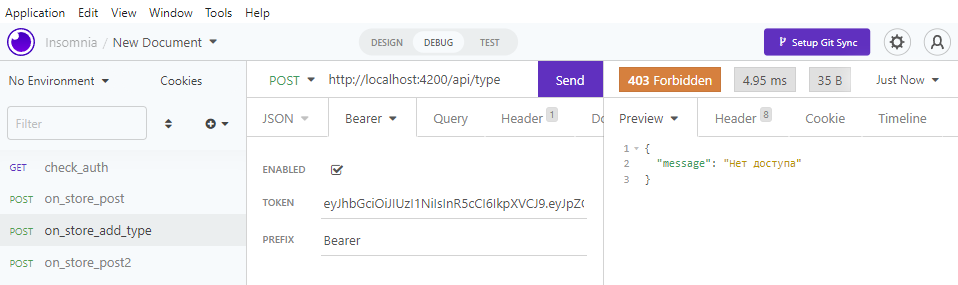 Application Edit View Window Tools Help
Insomnia / New Document
DESIGN DEBUG TEST
Setup Git Sync
No Environment Cookies
POST http://localhost:4200/api/type Send
403 Forbidden 4.95 ms 35 B Just Now
Filter
JSON Bearer Query Header 1 Do
Preview Header 8 Cookie Timeline
GET check_auth
POST on_store_post
POST on_store_add_type
POST on_store_post2
ENABLED
TOKEN eyJhbGciOiJIUzI1NiIsInR5cCI6IkpXVCJ9.eyJpZC
PREFIX Bearer
1 {
2 "message": "Нет доступа"
3 }